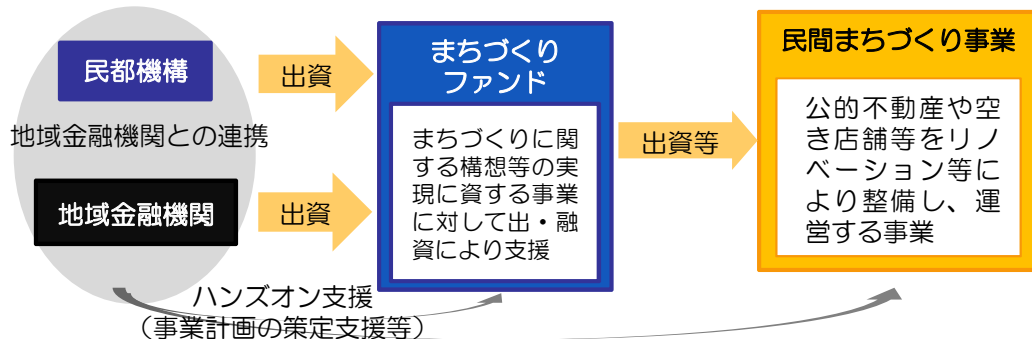 民都機構
地域金融機関との連携
地域金融機関
出資
出資
まちづくり
ファンド
まちづくりに関
する構想等の実
現に資する事業
に対して出・融
資により支援
出資等
民間まちづくり事業
公的不動産や空
き店舗等をリノ
ベーション等に
より整備し、運
営する事業
ハンズオン支援
（事業計画の策定支援等）